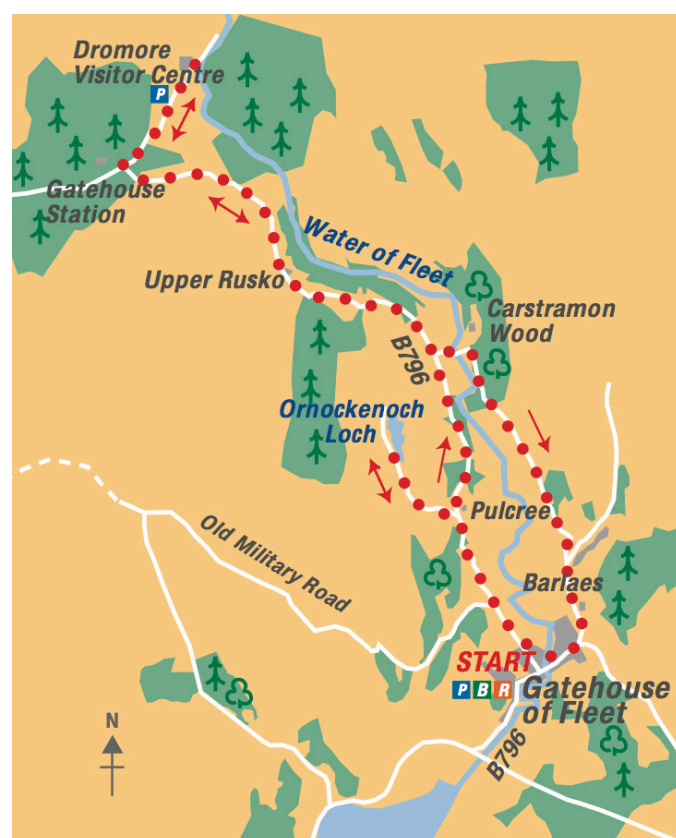 Dromore
Visitor Centre
P
Gatehouse
Station
Water of Fleet
Upper Rusko
Carstramon
Wood
B796
Ornockenoch
Loch
Pulcree
Old Military Road
Barlaes
START
P B R
Gatehouse
of Fleet
N
B796